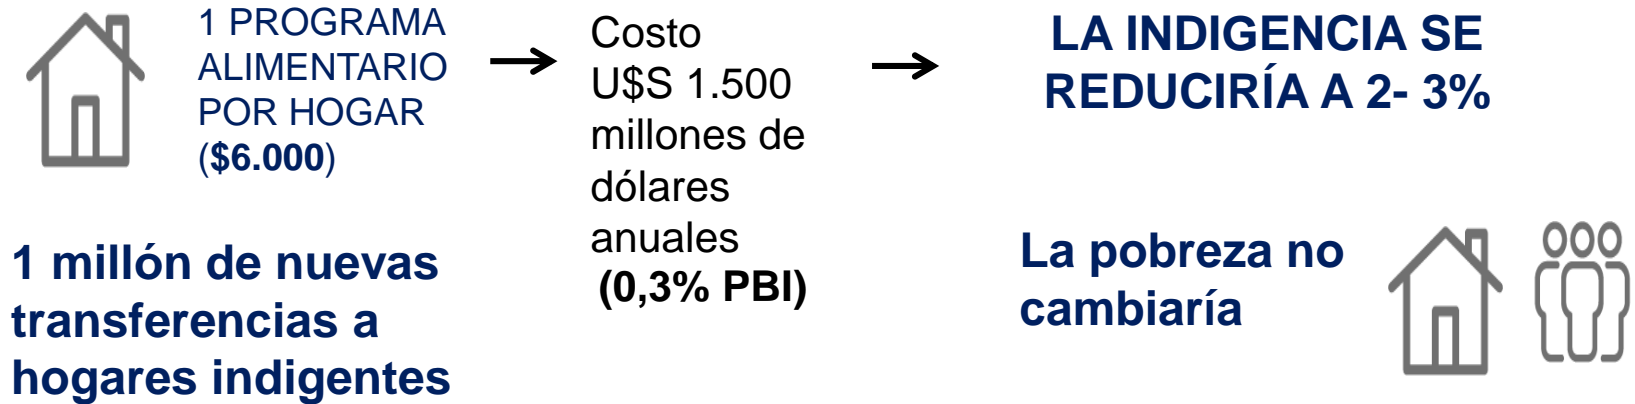 1 PROGRAMA
ALIMENTARIO
POR HOGAR
($6.000)
1 millón de nuevas
transferencias a
hogares indigentes
Costo
U$S 1.500
millones de
dólares
anuales
(0,3% PBI)
LA INDIGENCIA SE
REDUCIRÍA A 2- 3%
La pobreza no
cambiaría